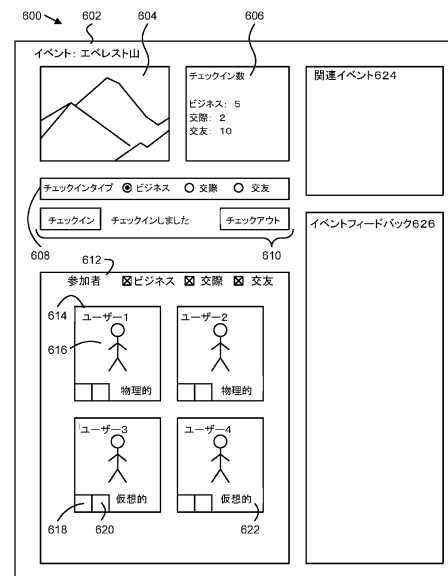 600
602
604
606
イベント: エベレスト山
チェックイン数
ビジネス: 5
交際: 2
交友: 10
関連イベント624
チェックインタイプ ビジネス 交際 交友
チェックイン チェックインしました チェックアウト
608
610
イベントフィードバック626
612
参加者 ビジネス 交際 交友
614
ユーザー1
ユーザー2
616
物理的
物理的
ユーザー3
ユーザー4
仮想的
仮想的
618
620
622